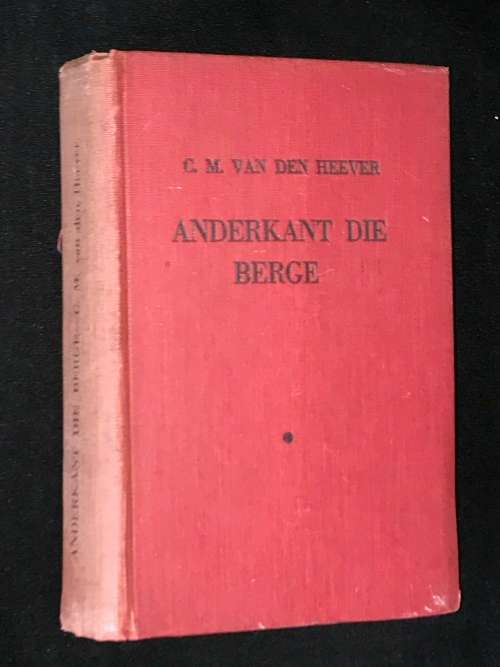 C. M. VAN DEN HEEVER
ANDERKANT DIE
BERGE
ANDERKANT DIE BERGE C. M. van den Heever